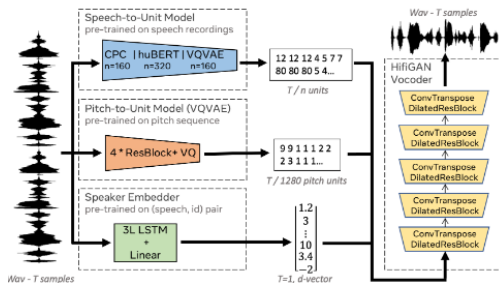 Speech-to-Unit Model
pre-trained on speech recordings
CPC | huBERT | VQVAE
n=160 n=320 n=160
12 12 12 4 5 7 7
80 80 80 5 4...
T / n units
Pitch-to-Unit Model (VQVAE)
pre-trained on pitch sequence
4 * ResBlock+ VQ
9 9 1 1 1 2 2
2 3 1 1 1...
T / 1280 pitch units
Speaker Embedder
pre-trained on (speech, id) pair
3L LSTM
+
Linear
1.2
3
⋮
10
3.4
−2
T=1, d-vector
Wav - T samples
Wav - T samples
HifiGAN
Vocoder
ConvTranspose
DilatedResBlock
ConvTranspose
DilatedResBlock
ConvTranspose
DilatedResBlock
ConvTranspose
DilatedResBlock
ConvTranspose
DilatedResBlock